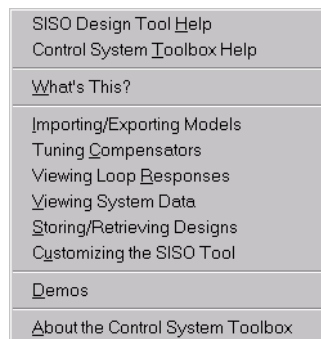 SISO Design Tool Help
Control System Toolbox Help
What's This?
Importing/Exporting Models
Tuning Compensators
Viewing Loop Responses
Viewing System Data
Storing/Retrieving Designs
Customizing the SISO Tool
Demos
About the Control System Toolbox